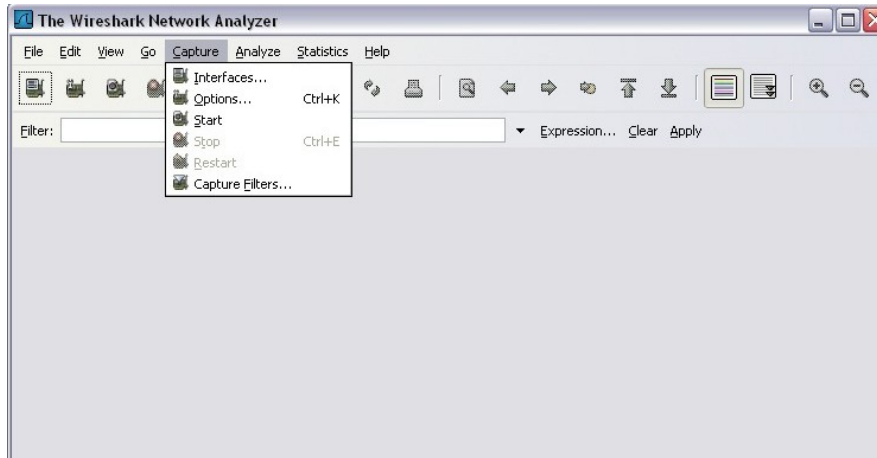 The Wireshark Network Analyzer
File Edit View Go Capture Analyze Statistics Help
Interfaces...
Options... Ctrl+K
Start
Stop Ctrl+E
Restart
Capture Filters...
Filter: Expression... Clear Apply